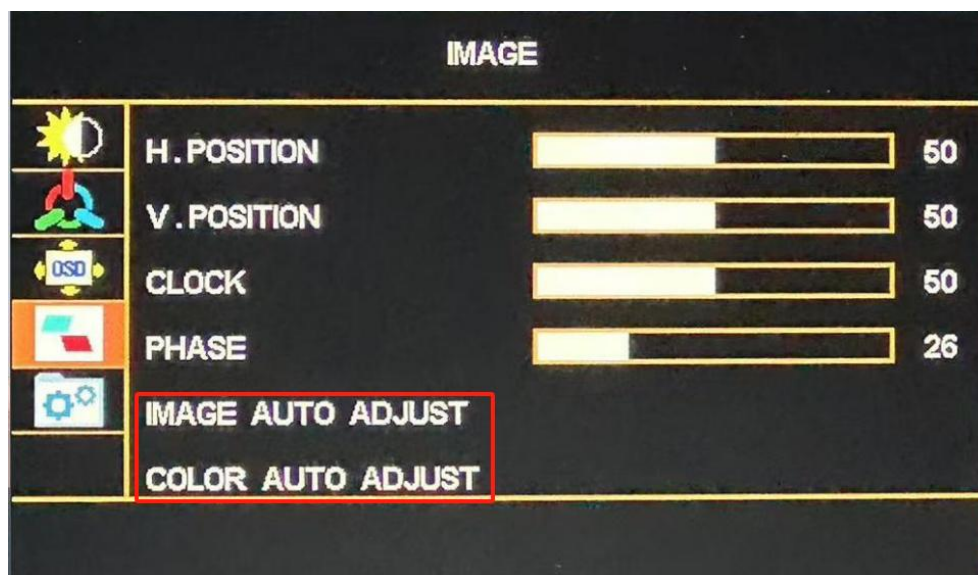 IMAGE
H.POSITION 50
V.POSITION 50
OSD
CLOCK 50
PHASE 26
IMAGE AUTO ADJUST
COLOR AUTO ADJUST